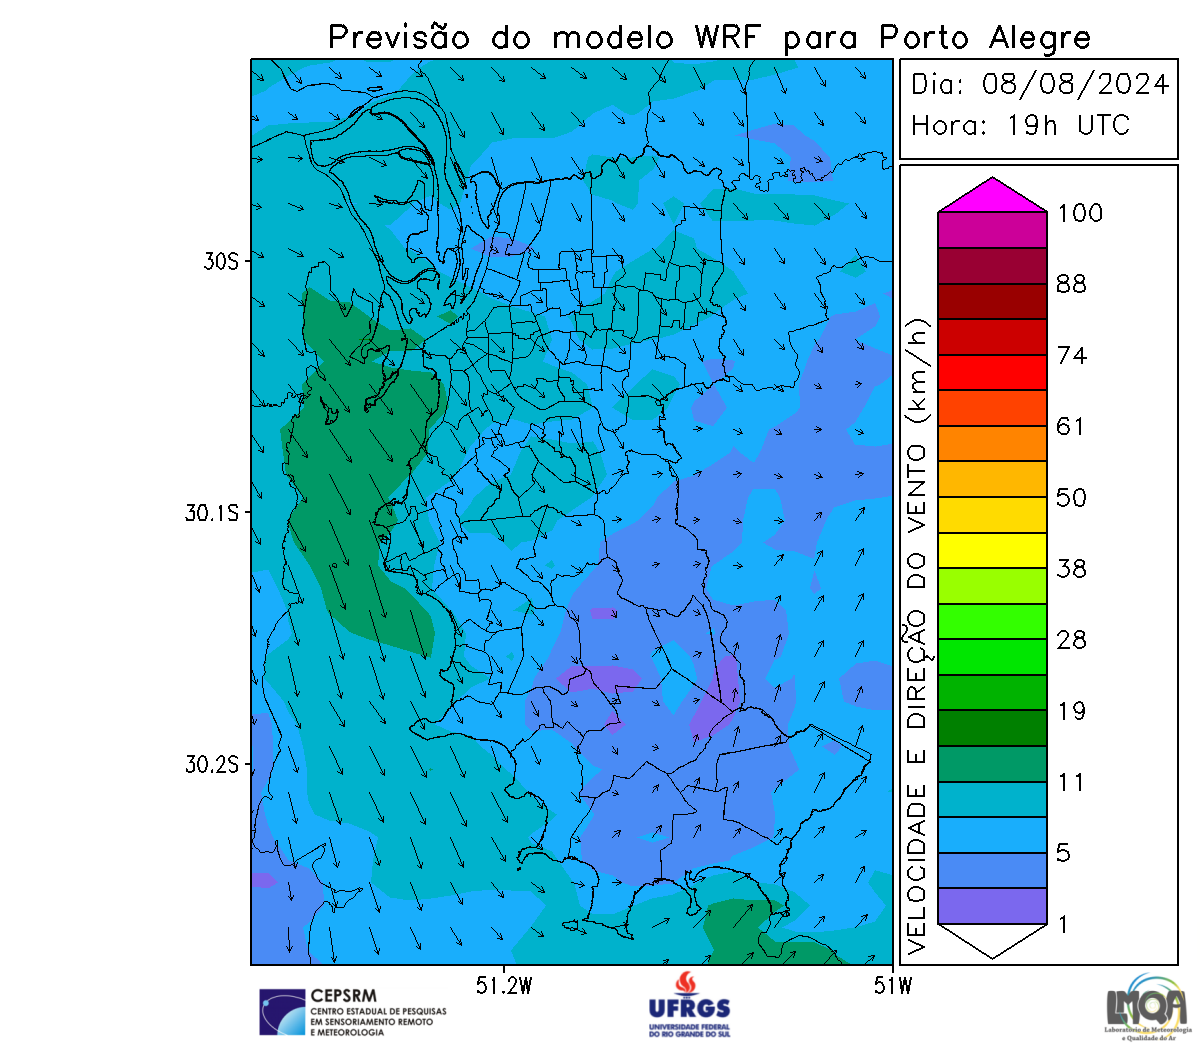 Previsão do modelo WRF para Porto Alegre
Dia: 08/08/2024
Hora: 19h UTC
VELOCIDADE E DIREÇÃO DO VENTO (km/h)
100
88
74
61
50
38
28
19
11
5
1
30S
30.1S
30.2S
51.2W
51W
CEPSRM
CENTRO ESTADUAL DE PESQUISAS
EM SENSORIAMENTO REMOTO
E METEOROLOGIA
UFRGS
UNIVERSIDADE FEDERAL
DO RIO GRANDE DO SUL
LMQA
Laboratório de Meteorologia
e Qualidade do Ar